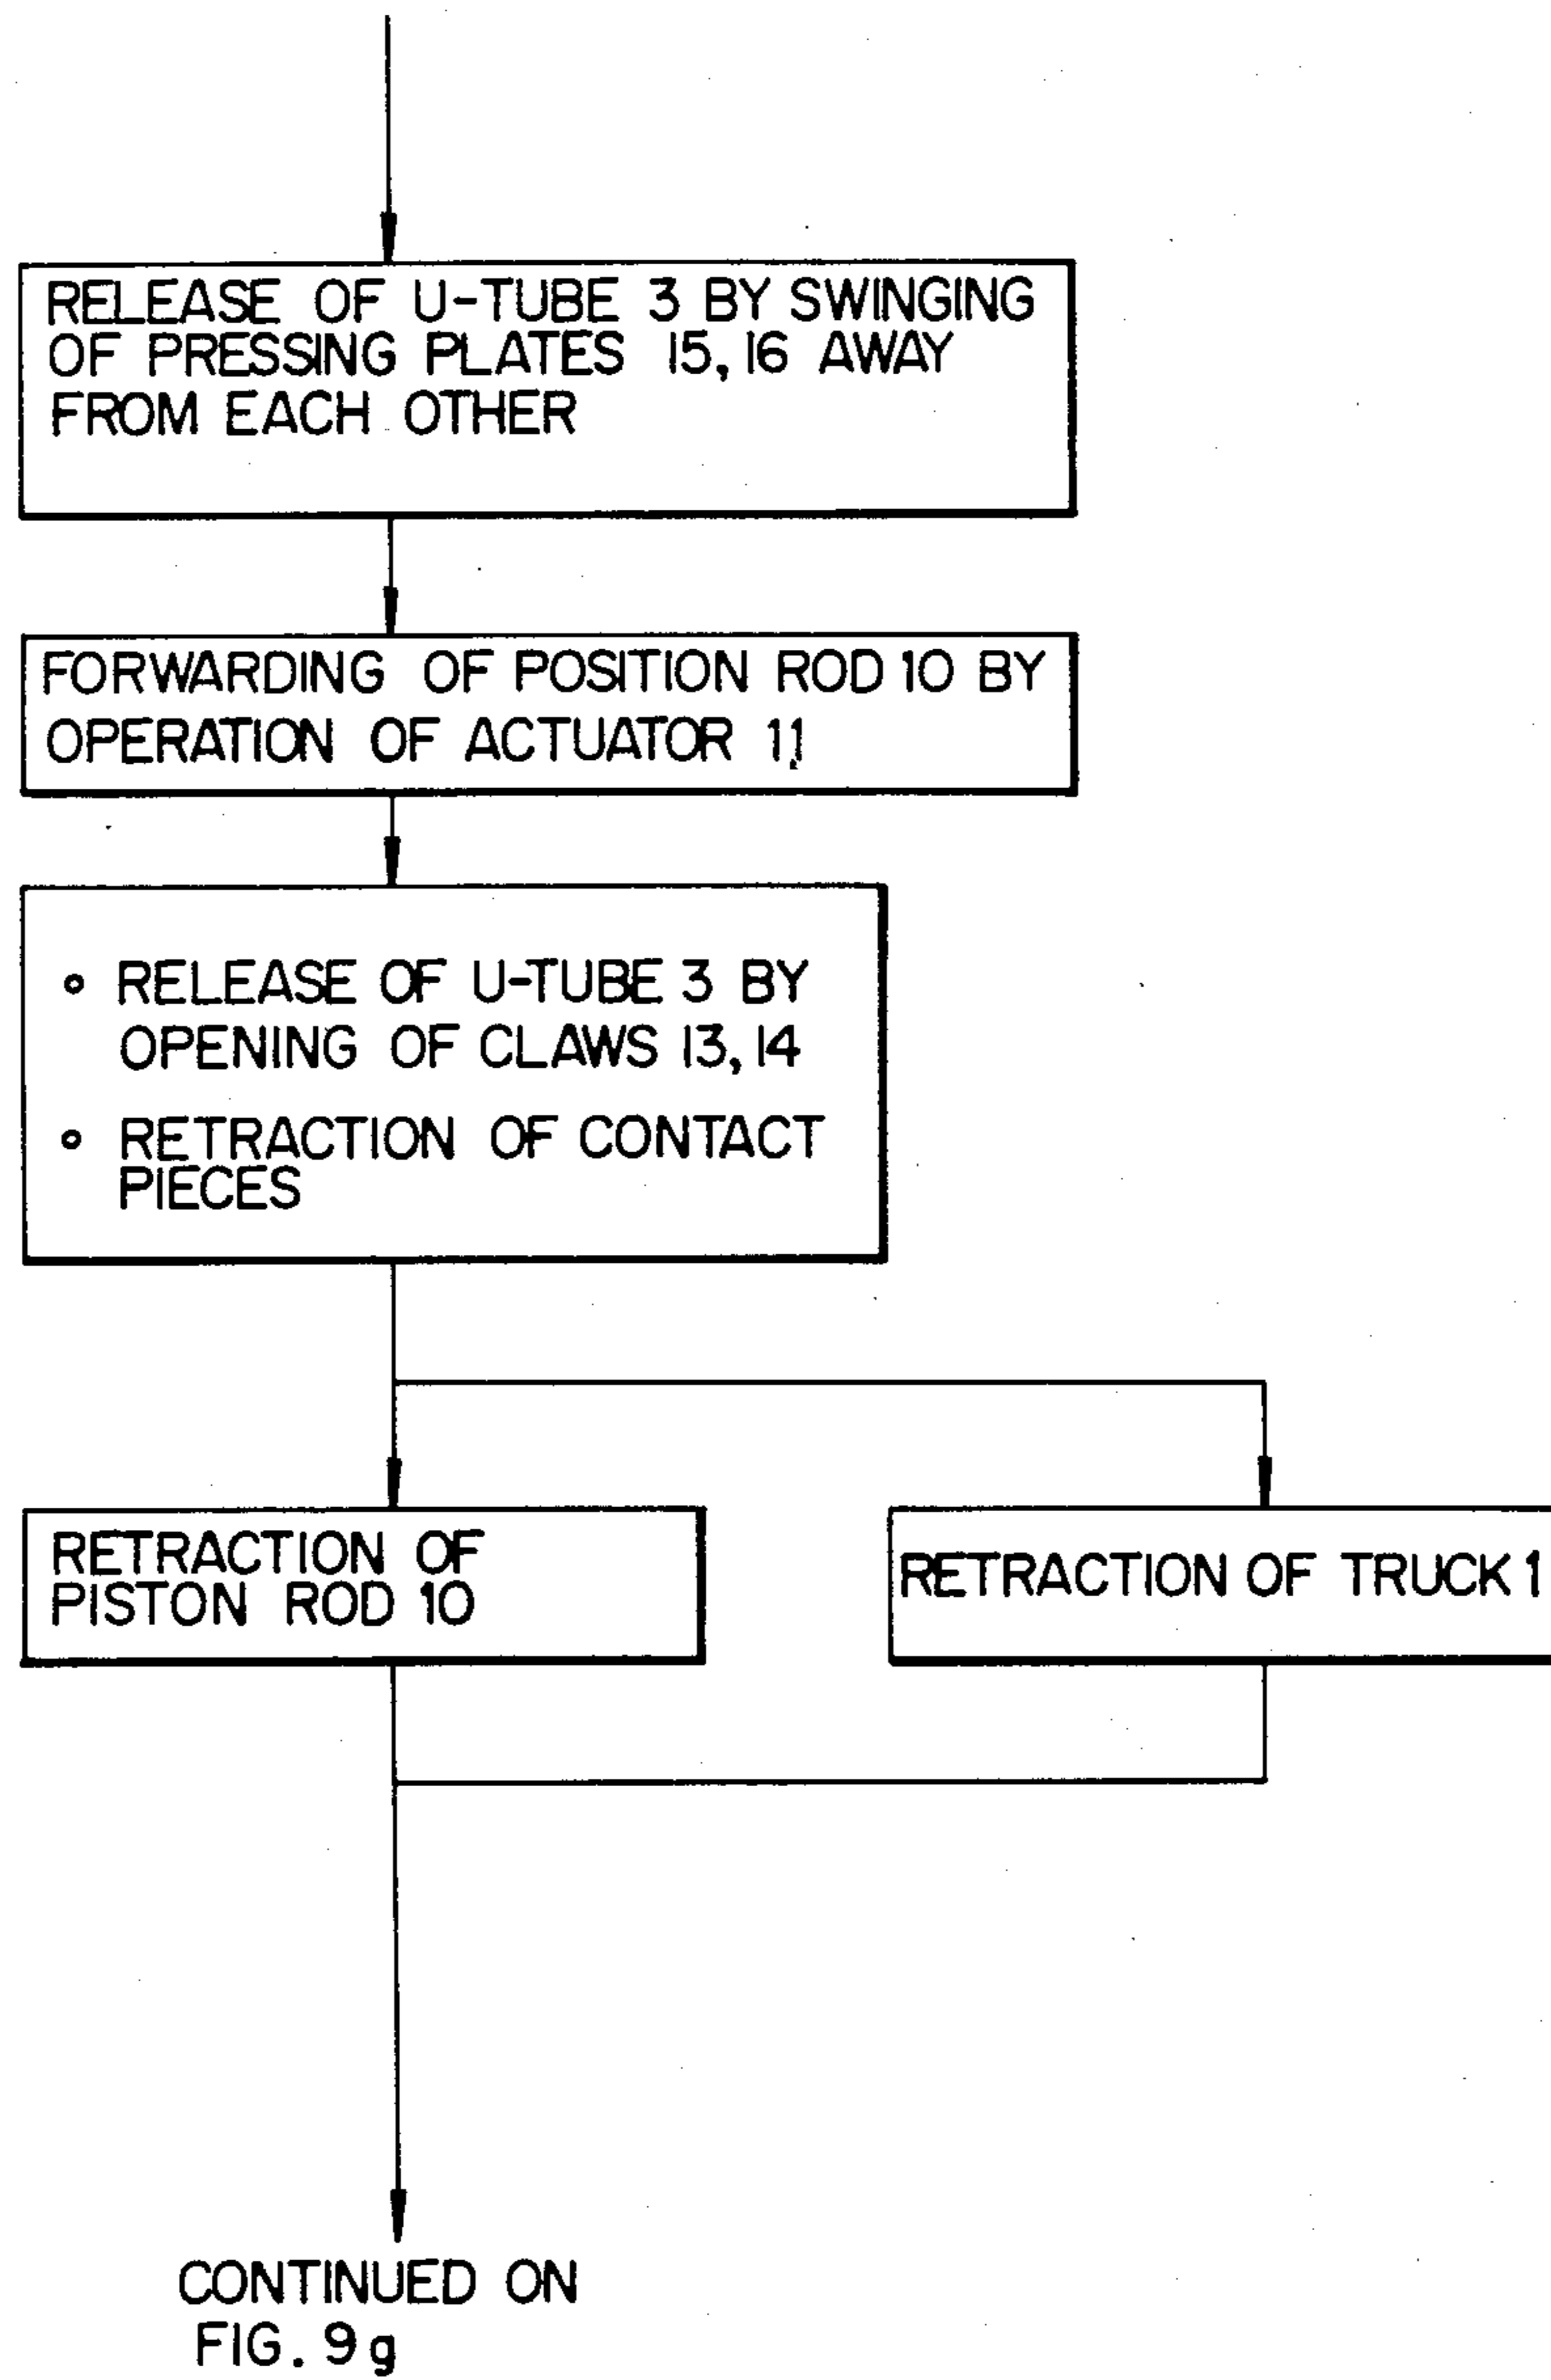 RELEASE OF U-TUBE 3 BY SWINGING
OF PRESSING PLATES 15, 16 AWAY
FROM EACH OTHER
FORWARDING OF POSITION ROD 10 BY
OPERATION OF ACTUATOR 11
° RELEASE OF U-TUBE 3 BY
OPENING OF CLAWS 13, 14
° RETRACTION OF CONTACT
PIECES
RETRACTION OF
PISTON ROD 10
RETRACTION OF TRUCK 1
CONTINUED ON
FIG. 9g